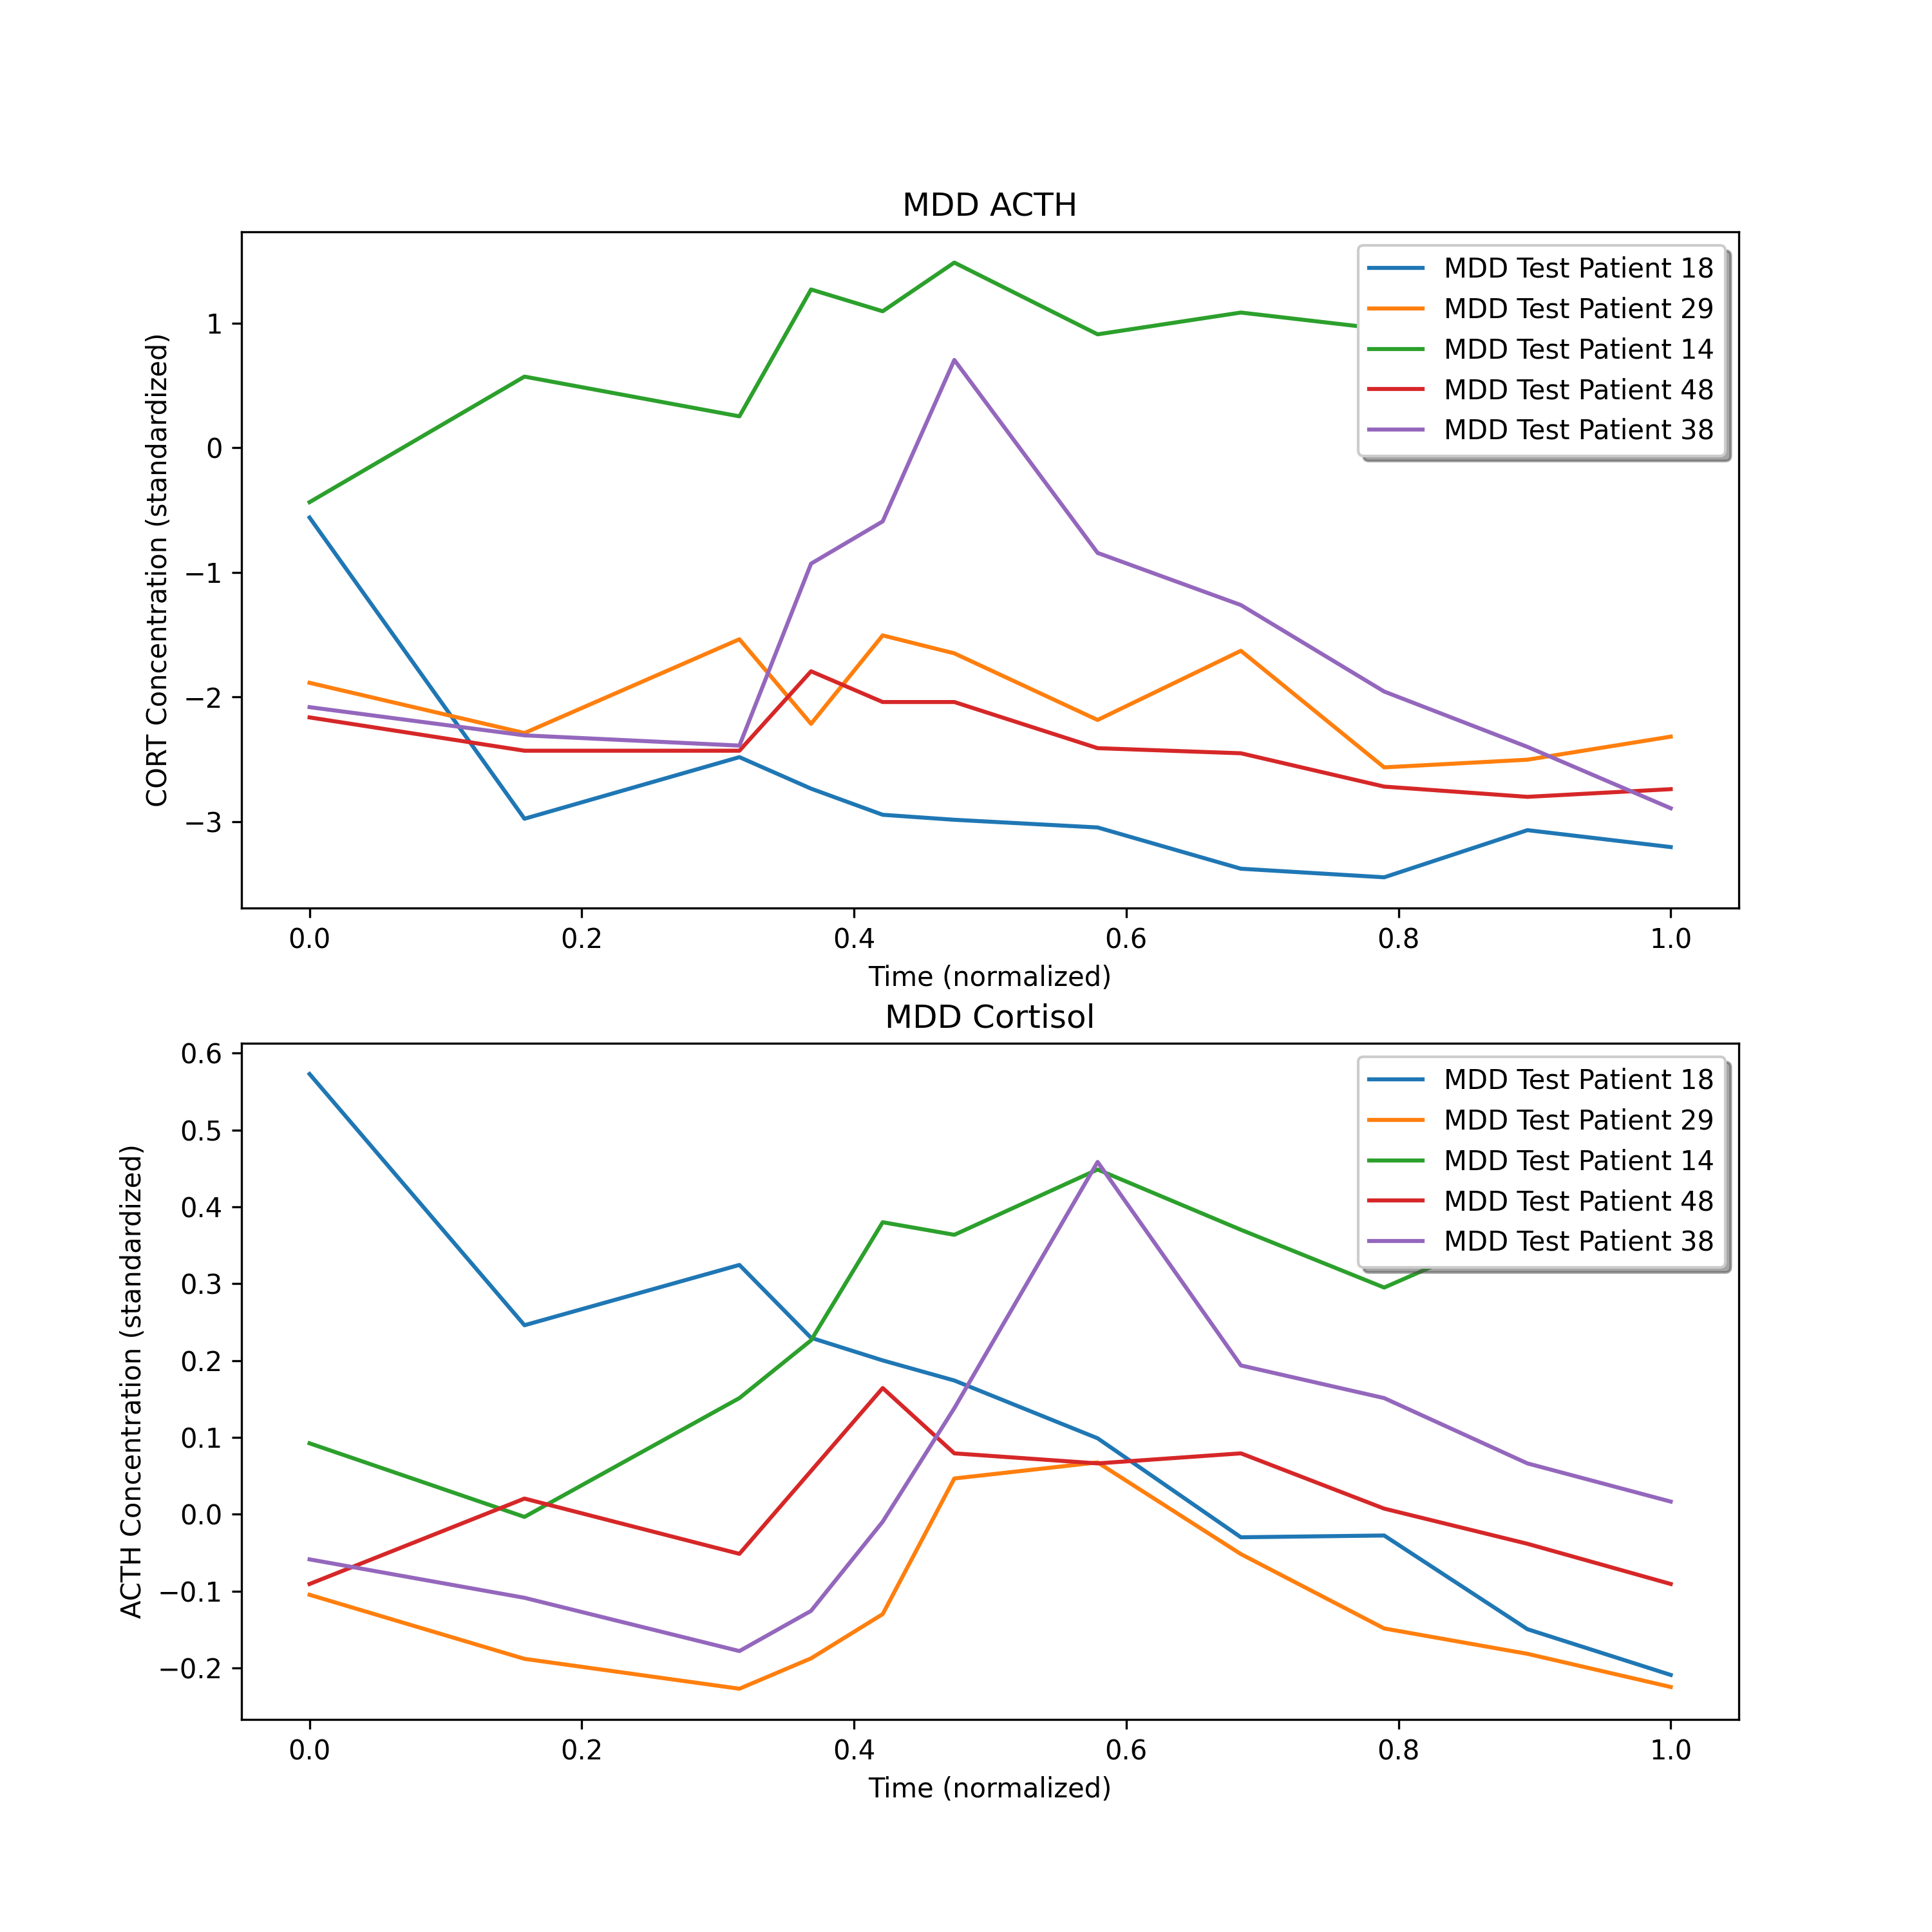 MDD ACTH
CORT Concentration (standardized)
1
0
−1
−2
−3
MDD Test Patient 18
MDD Test Patient 29
MDD Test Patient 14
MDD Test Patient 48
MDD Test Patient 38
0.0 0.2 0.4 0.6 0.8 1.0
Time (normalized)
MDD Cortisol
ACTH Concentration (standardized)
0.6
0.5
0.4
0.3
0.2
0.1
0.0
−0.1
−0.2
MDD Test Patient 18
MDD Test Patient 29
MDD Test Patient 14
MDD Test Patient 48
MDD Test Patient 38
0.0 0.2 0.4 0.6 0.8 1.0
Time (normalized)